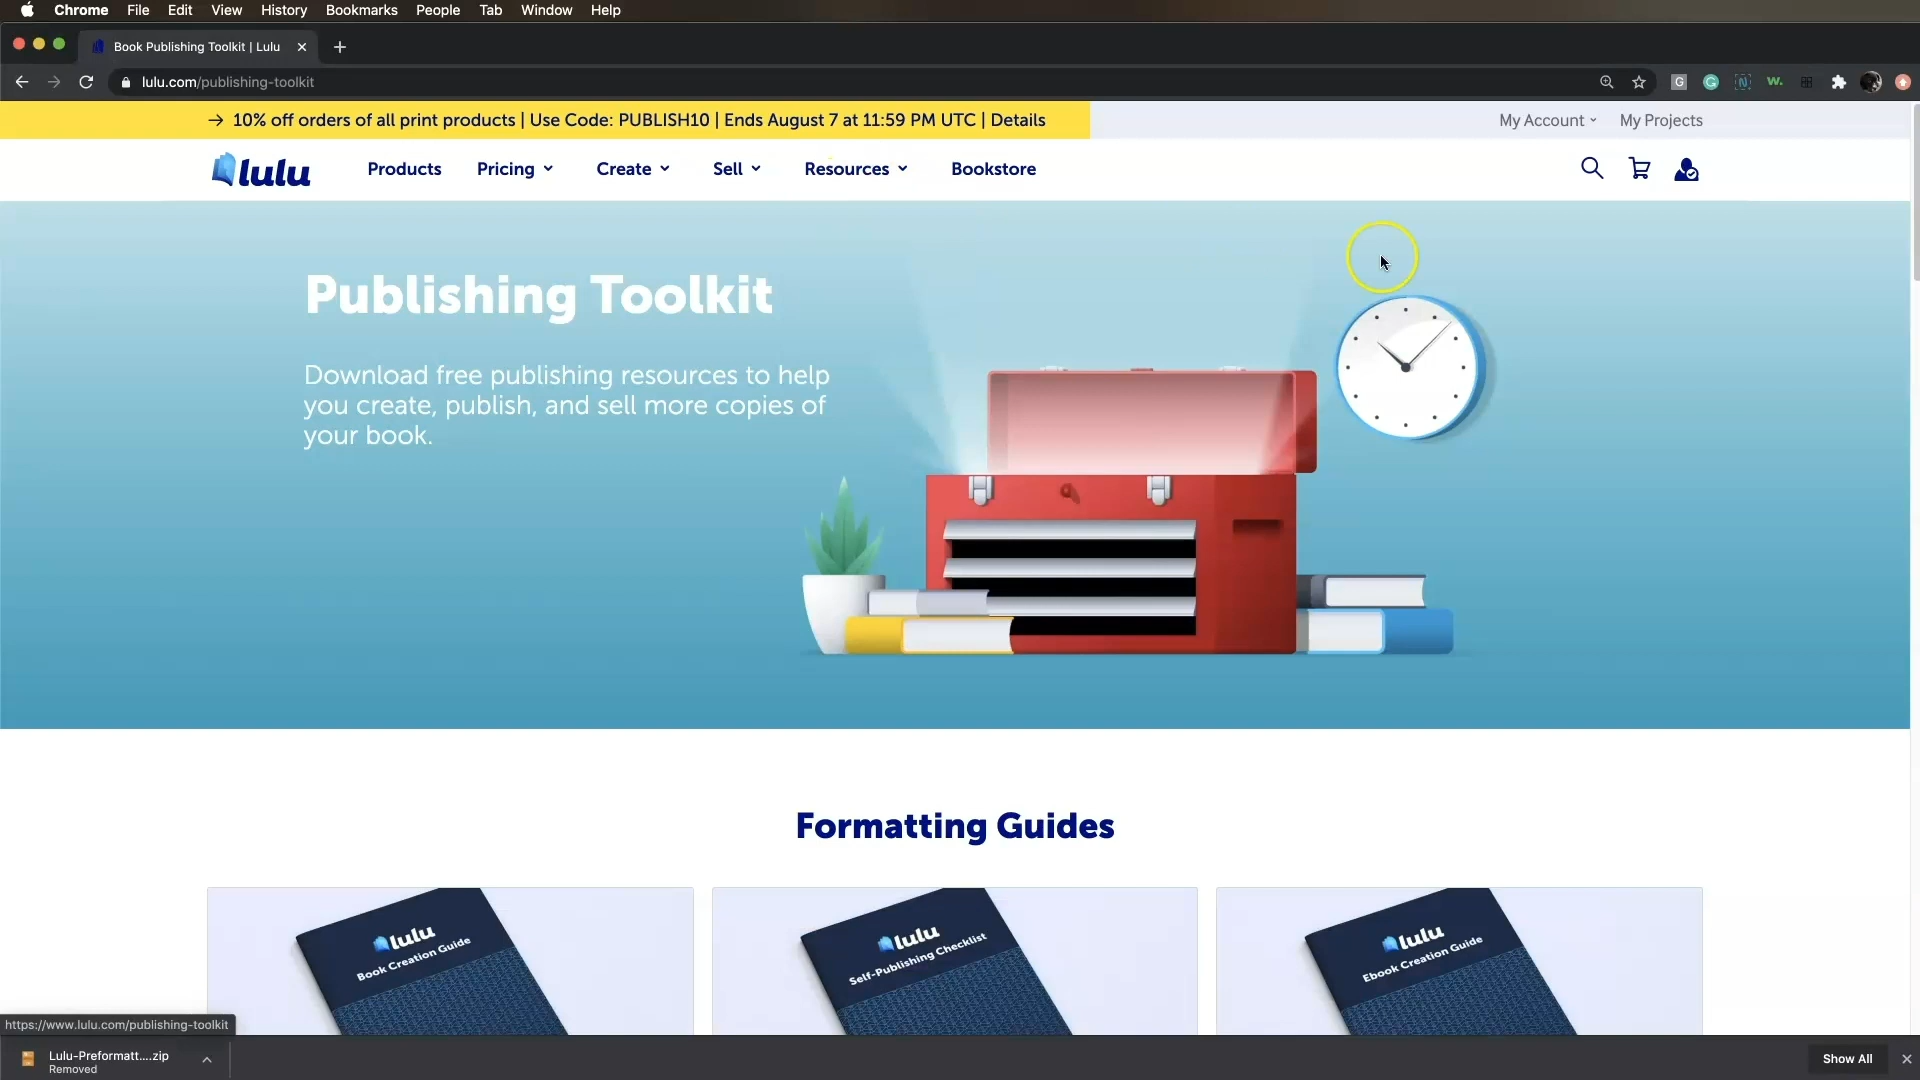 Chrome File Edit View History Bookmarks People Tab Window Help
Book Publishing Toolkit | Lulu
lulu.com/publishing-toolkit
→ 10% off orders of all print products | Use Code: PUBLISH10 | Ends August 7 at 11:59 PM UTC | Details
My Account My Projects
lulu Products Pricing Create Sell Resources Bookstore
Publishing Toolkit
Download free publishing resources to help
you create, publish, and sell more copies of
your book.
Formatting Guides
lulu
Book Creation Guide
lulu
Self-Publishing Checklist
lulu
Ebook Creation Guide
https://www.lulu.com/publishing-toolkit
Lulu-Preformatt....zip
Removed
Show All